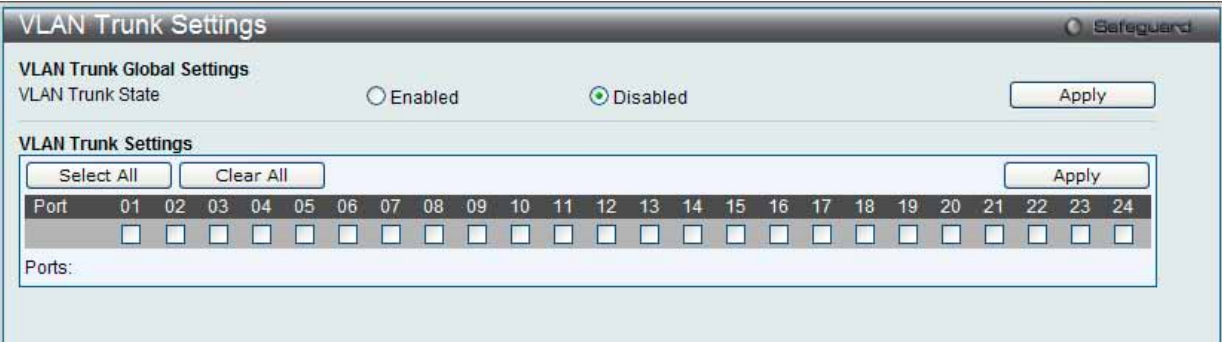 VLAN Trunk Settings Safeguard
VLAN Trunk Global Settings
VLAN Trunk State Enabled Disabled Apply
VLAN Trunk Settings
Select All Clear All Apply
Port 01 02 03 04 05 06 07 08 09 10 11 12 13 14 15 16 17 18 19 20 21 22 23 24
Ports: